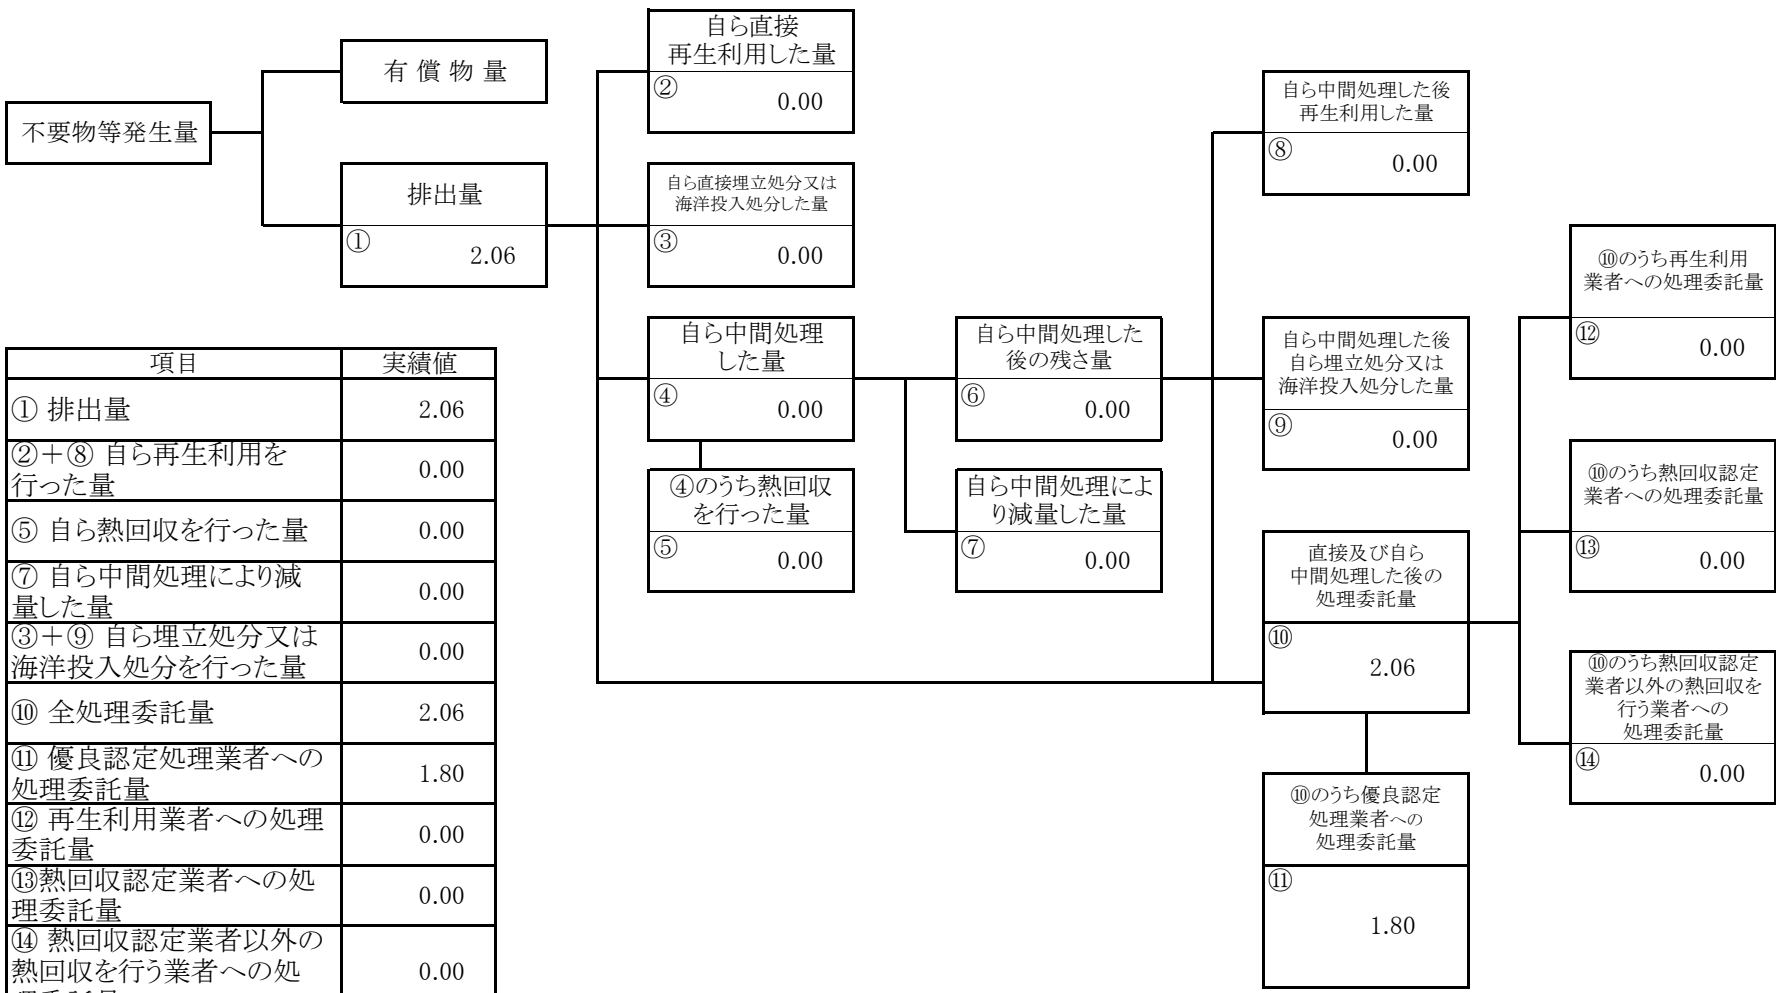 不要物等発生量
有 償 物 量
排出量
①
2.06
自ら直接
再生利用した量
②
0.00
自ら直接埋立処分又は
海洋投入処分した量
③
0.00
自ら中間処理
した量
④
0.00
④のうち熱回収
を行った量
⑤
0.00
自ら中間処理した
後の残さ量
⑥
0.00
自ら中間処理によ
り減量した量
⑦
0.00
自ら中間処理した後
再生利用した量
⑧
0.00
自ら中間処理した後
自ら埋立処分又は
海洋投入処分した量
⑨
0.00
直接及び自ら
中間処理した後の
処理委託量
⑩
2.06
⑩のうち優良認定
処理業者への
処理委託量
⑪
1.80
⑩のうち再生利用
業者への処理委託量
⑫
0.00
⑩のうち熱回収認定
業者への処理委託量
⑬
0.00
⑩のうち熱回収認定
業者以外の熱回収を
行う業者への
処理委託量
⑭
0.00
項目 実績値
① 排出量 2.06
②+⑧ 自ら再生利用を
行った量 0.00
⑤ 自ら熱回収を行った量 0.00
⑦ 自ら中間処理により減
量した量 0.00
③+⑨ 自ら埋立処分又は
海洋投入処分を行った量 0.00
⑩ 全処理委託量 2.06
⑪ 優良認定処理業者への
処理委託量 1.80
⑫ 再生利用業者への処理
委託量 0.00
⑬熱回収認定業者への処
理委託量 0.00
⑭ 熱回収認定業者以外の
熱回収を行う業者への処 0.00